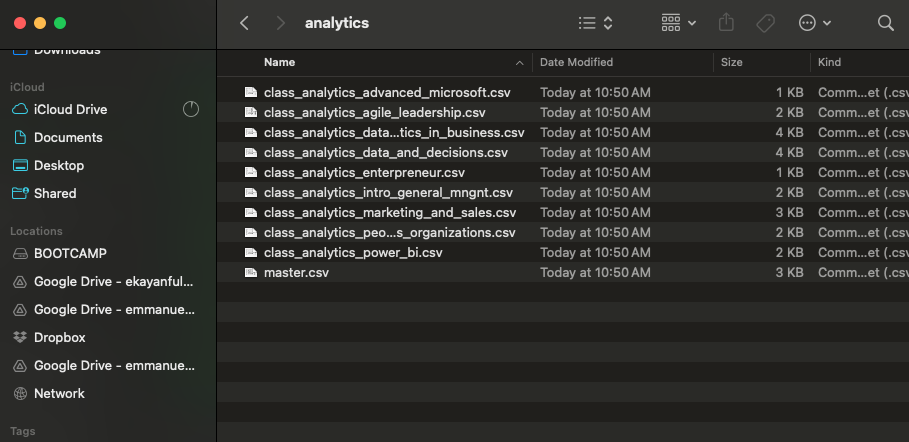 analytics
Downloads
iCloud
iCloud Drive
Documents
Desktop
Shared
Locations
BOOTCAMP
Google Drive - ekayanful...
Google Drive - emmanue...
Dropbox
Google Drive - emmanue...
Network
Tags
Name Date Modified Size Kind
class_analytics_advanced_microsoft.csv Today at 10:50 AM 1 KB Comm...et (.csv
class_analytics_agile_leadership.csv Today at 10:50 AM 2 KB Comm...et (.csv
class_analytics_data...tics_in_business.csv Today at 10:50 AM 4 KB Comm...et (.csv
class_analytics_data_and_decisions.csv Today at 10:50 AM 4 KB Comm...et (.csv
class_analytics_enterpreneur.csv Today at 10:50 AM 1 KB Comm...et (.csv
class_analytics_intro_general_mngnt.csv Today at 10:50 AM 2 KB Comm...et (.csv
class_analytics_marketing_and_sales.csv Today at 10:50 AM 3 KB Comm...et (.csv
class_analytics_peo...s_organizations.csv Today at 10:50 AM 2 KB Comm...et (.csv
class_analytics_power_bi.csv Today at 10:50 AM 2 KB Comm...et (.csv
master.csv Today at 10:50 AM 3 KB Comm...et (.csv